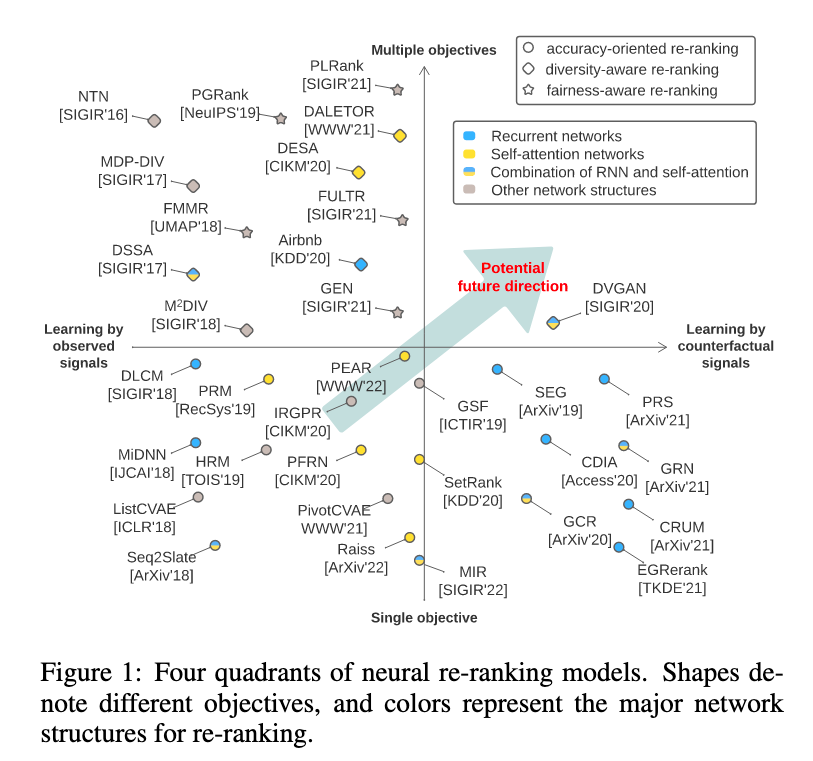 Multiple objectives
accuracy-oriented re-ranking
diversity-aware re-ranking
fairness-aware re-ranking
Recurrent networks
Self-attention networks
Combination of RNN and self-attention
Other network structures
PLRank
[SIGIR'21]
NTN
[SIGIR'16]
PGRank
[NeuIPS'19]
DALETOR
[WWW'21]
DESA
[CIKM'20]
MDP-DIV
[SIGIR'17]
FULTR
[SIGIR'21]
FMMR
[UMAP'18]
Airbnb
[KDD'20]
DSSA
[SIGIR'17]
Potential
future direction
GEN
[SIGIR'21]
DVGAN
[SIGIR'20]
M²DIV
[SIGIR'18]
Learning by
observed
signals
Learning by
counterfactual
signals
DLCM
[SIGIR'18]
PRM
[RecSys'19]
PEAR
[WWW'22]
IRGPR
[CIKM'20]
GSF
[ICTIR'19]
SEG
[ArXiv'19]
PRS
[ArXiv'21]
MiDNN
[IJCAI'18]
HRM
[TOIS'19]
PFRN
[CIKM'20]
SetRank
[KDD'20]
CDIA
[Access'20]
GRN
[ArXiv'21]
ListCVAE
[ICLR'18]
PivotCVAE
WWW'21]
GCR
[ArXiv'20]
CRUM
[ArXiv'21]
Seq2Slate
[ArXiv'18]
Raiss
[ArXiv'22]
MIR
[SIGIR'22]
EGRerank
[TKDE'21]
Single objective
Figure 1: Four quadrants of neural re-ranking models. Shapes de-
note different objectives, and colors represent the major network
structures for re-ranking.